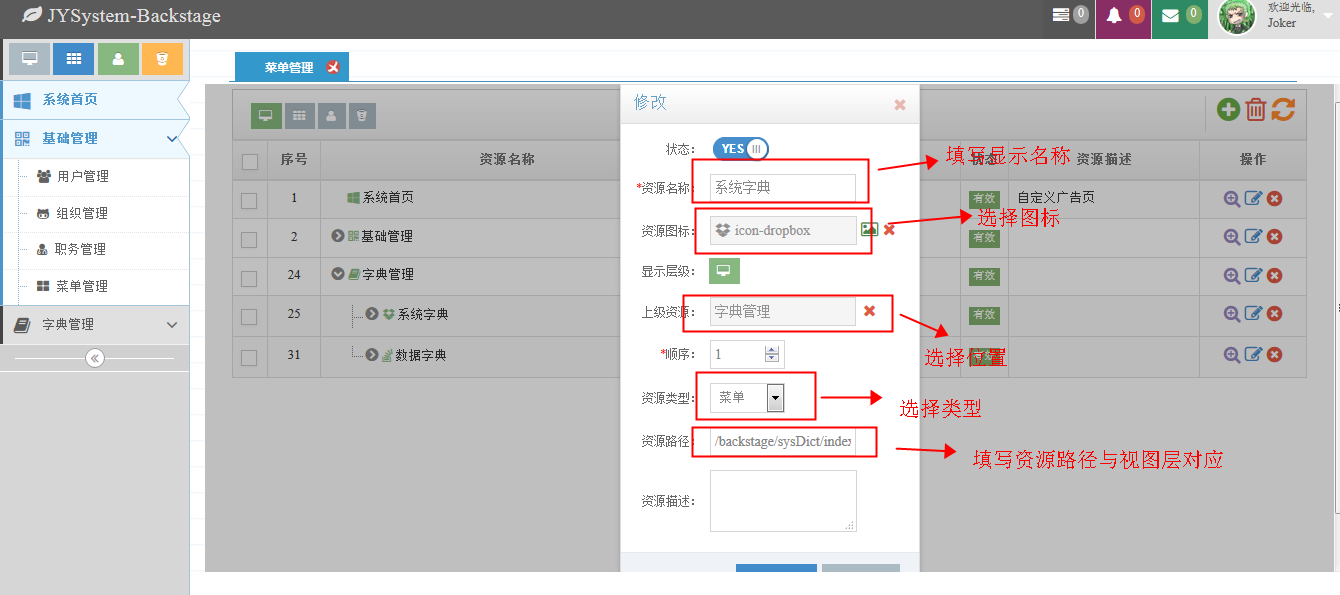 JYSystem-Backstage
0
0
0
欢迎光临,
Joker
系统首页
基础管理
用户管理
组织管理
职务管理
菜单管理
字典管理
菜单管理
序号 资源名称 状态 资源描述 操作
1 系统首页 有效 自定义广告页
2 基础管理 有效
24 字典管理 有效
25 系统字典 有效
31 数据字典
修改
状态: YES
*资源名称: 系统字典
资源图标: icon-dropbox
显示层级:
上级资源: 字典管理
*顺序: 1
资源类型: 菜单
资源路径: /backstage/sysDict/index
资源描述:
填写显示名称
选择图标
选择位置
选择类型
填写资源路径与视图层对应